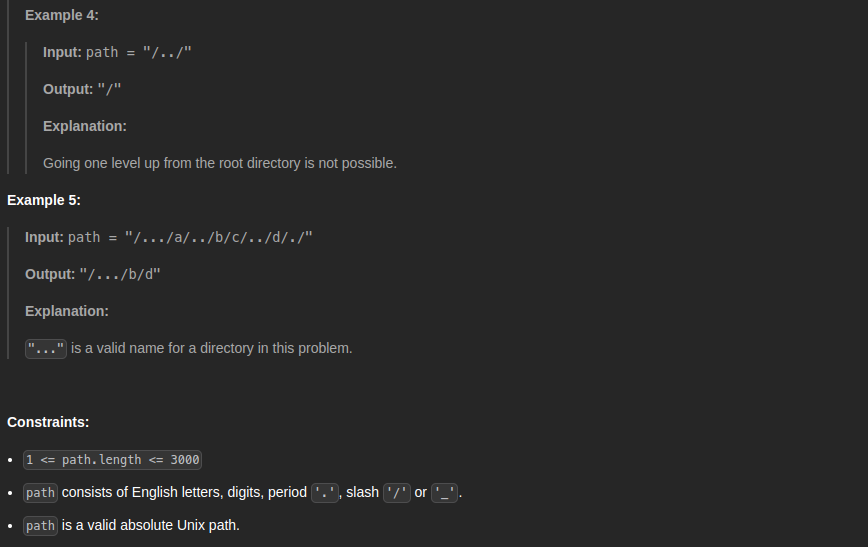 Example 4:
Input: path = "/../"
Output: "/"
Explanation:
Going one level up from the root directory is not possible.
Example 5:
Input: path = "/.../a/../b/c/../d/./"
Output: "/.../b/d"
Explanation:
"..." is a valid name for a directory in this problem.
Constraints:
• 1 <= path.length <= 3000
• path consists of English letters, digits, period '.', slash '/' or '_'.
• path is a valid absolute Unix path.